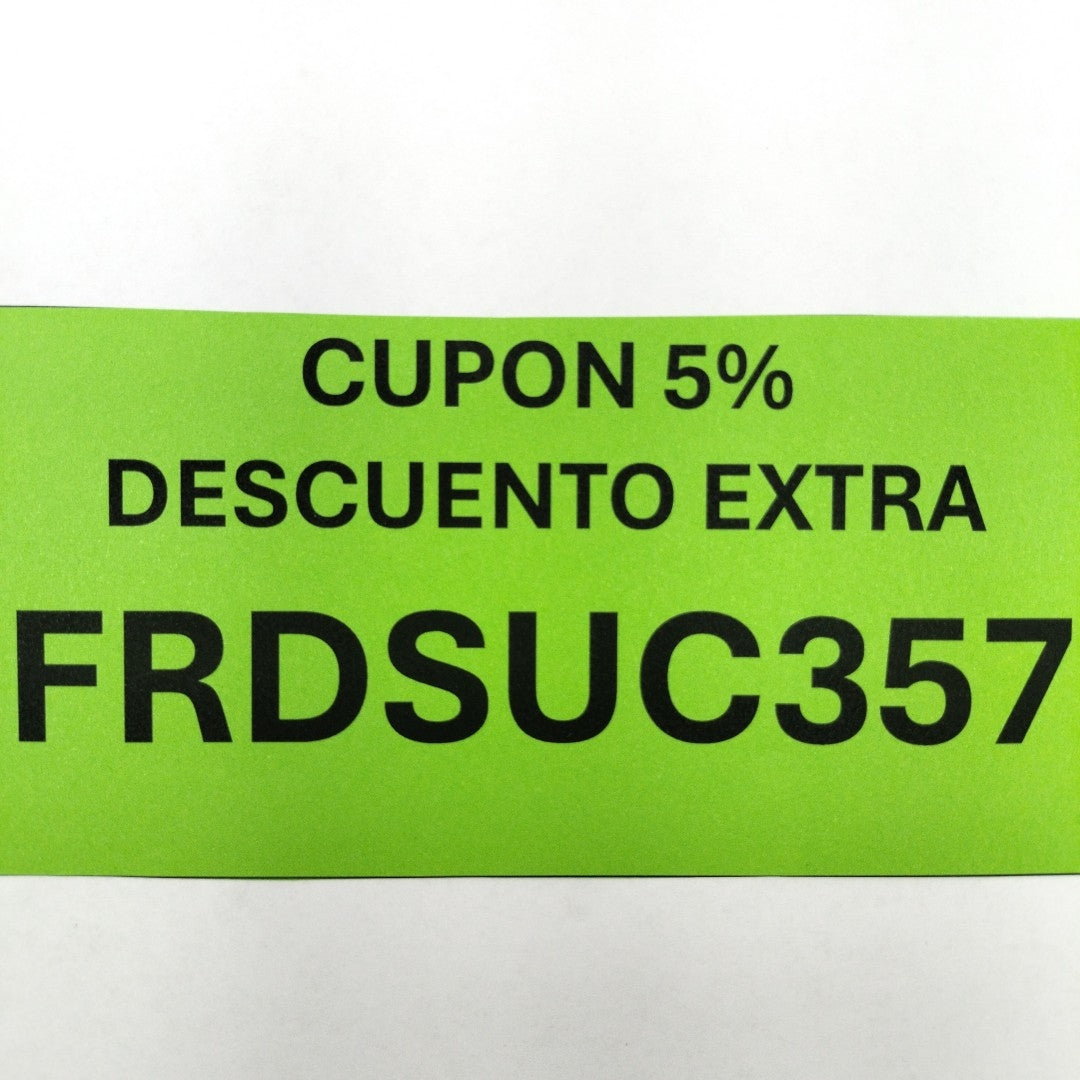 CUPON 5%
DESCUENTO EXTRA
FRDSUC357